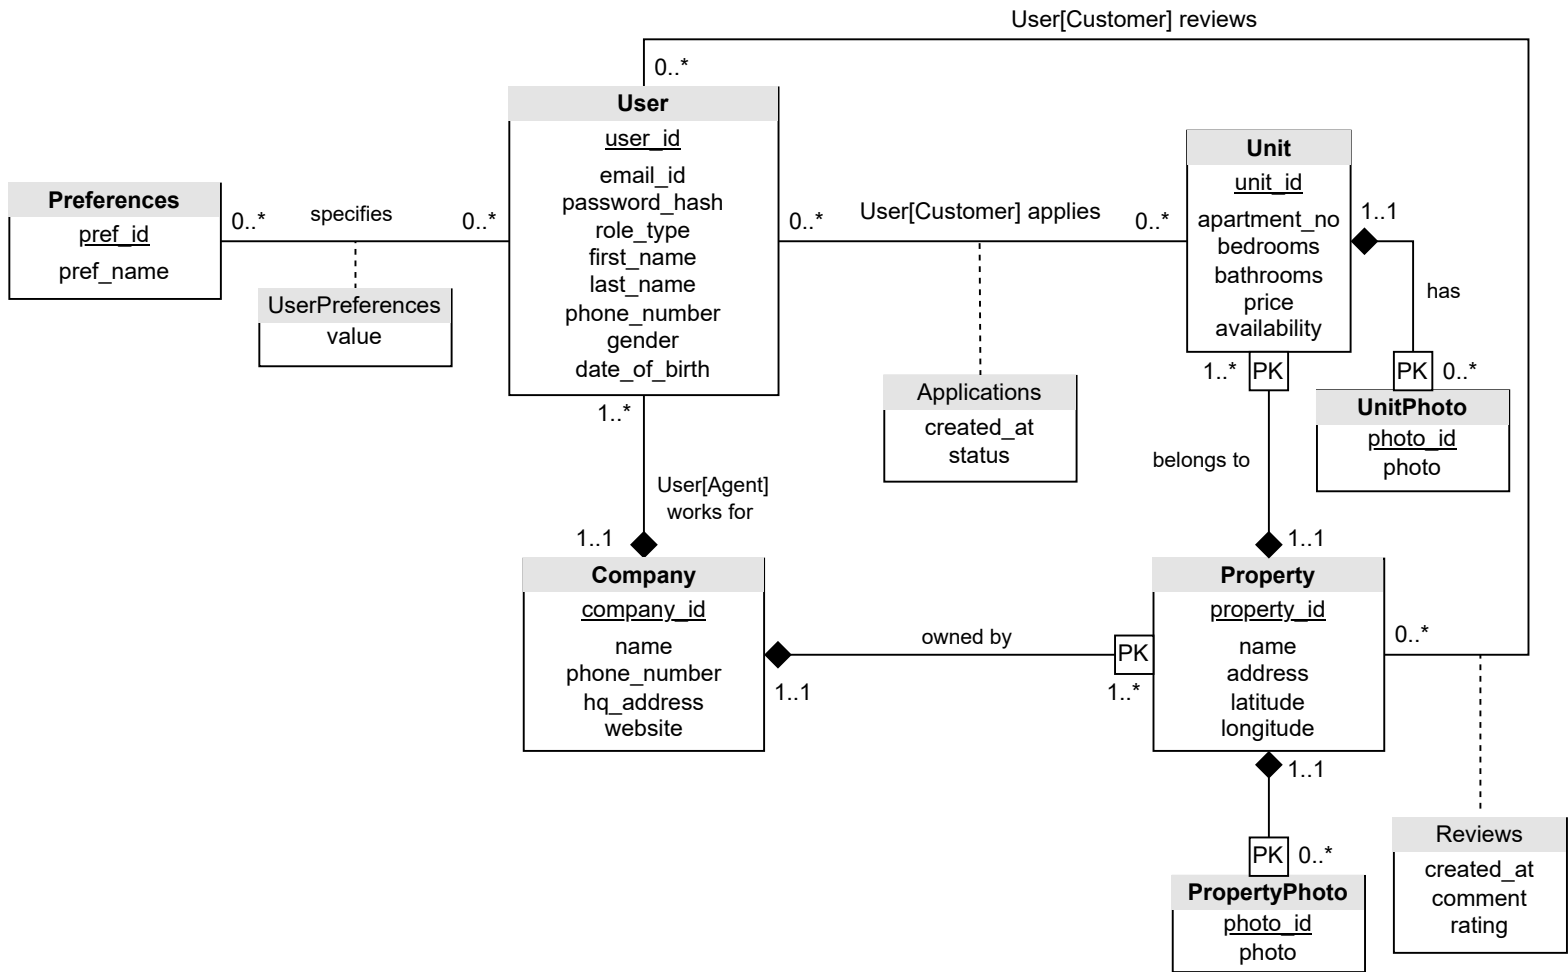 User[Customer] reviews
0..*
User
user_id
email_id
password_hash
role_type
first_name
last_name
phone_number
gender
date_of_birth
Preferences
pref_id
pref_name
0..*
specifies
0..*
UserPreferences
value
0..*
User[Customer] applies
0..*
Applications
created_at
status
Unit
unit_id
apartment_no
bedrooms
bathrooms
price
availability
1..1
has
PK
0..*
UnitPhoto
photo_id
photo
1..*
PK
belongs to
1..1
1..*
User[Agent]
works for
1..1
Company
company_id
name
phone_number
hq_address
website
1..1
owned by
PK
1..*
Property
property_id
name
address
latitude
longitude
0..*
1..1
PK
0..*
PropertyPhoto
photo_id
photo
Reviews
created_at
comment
rating